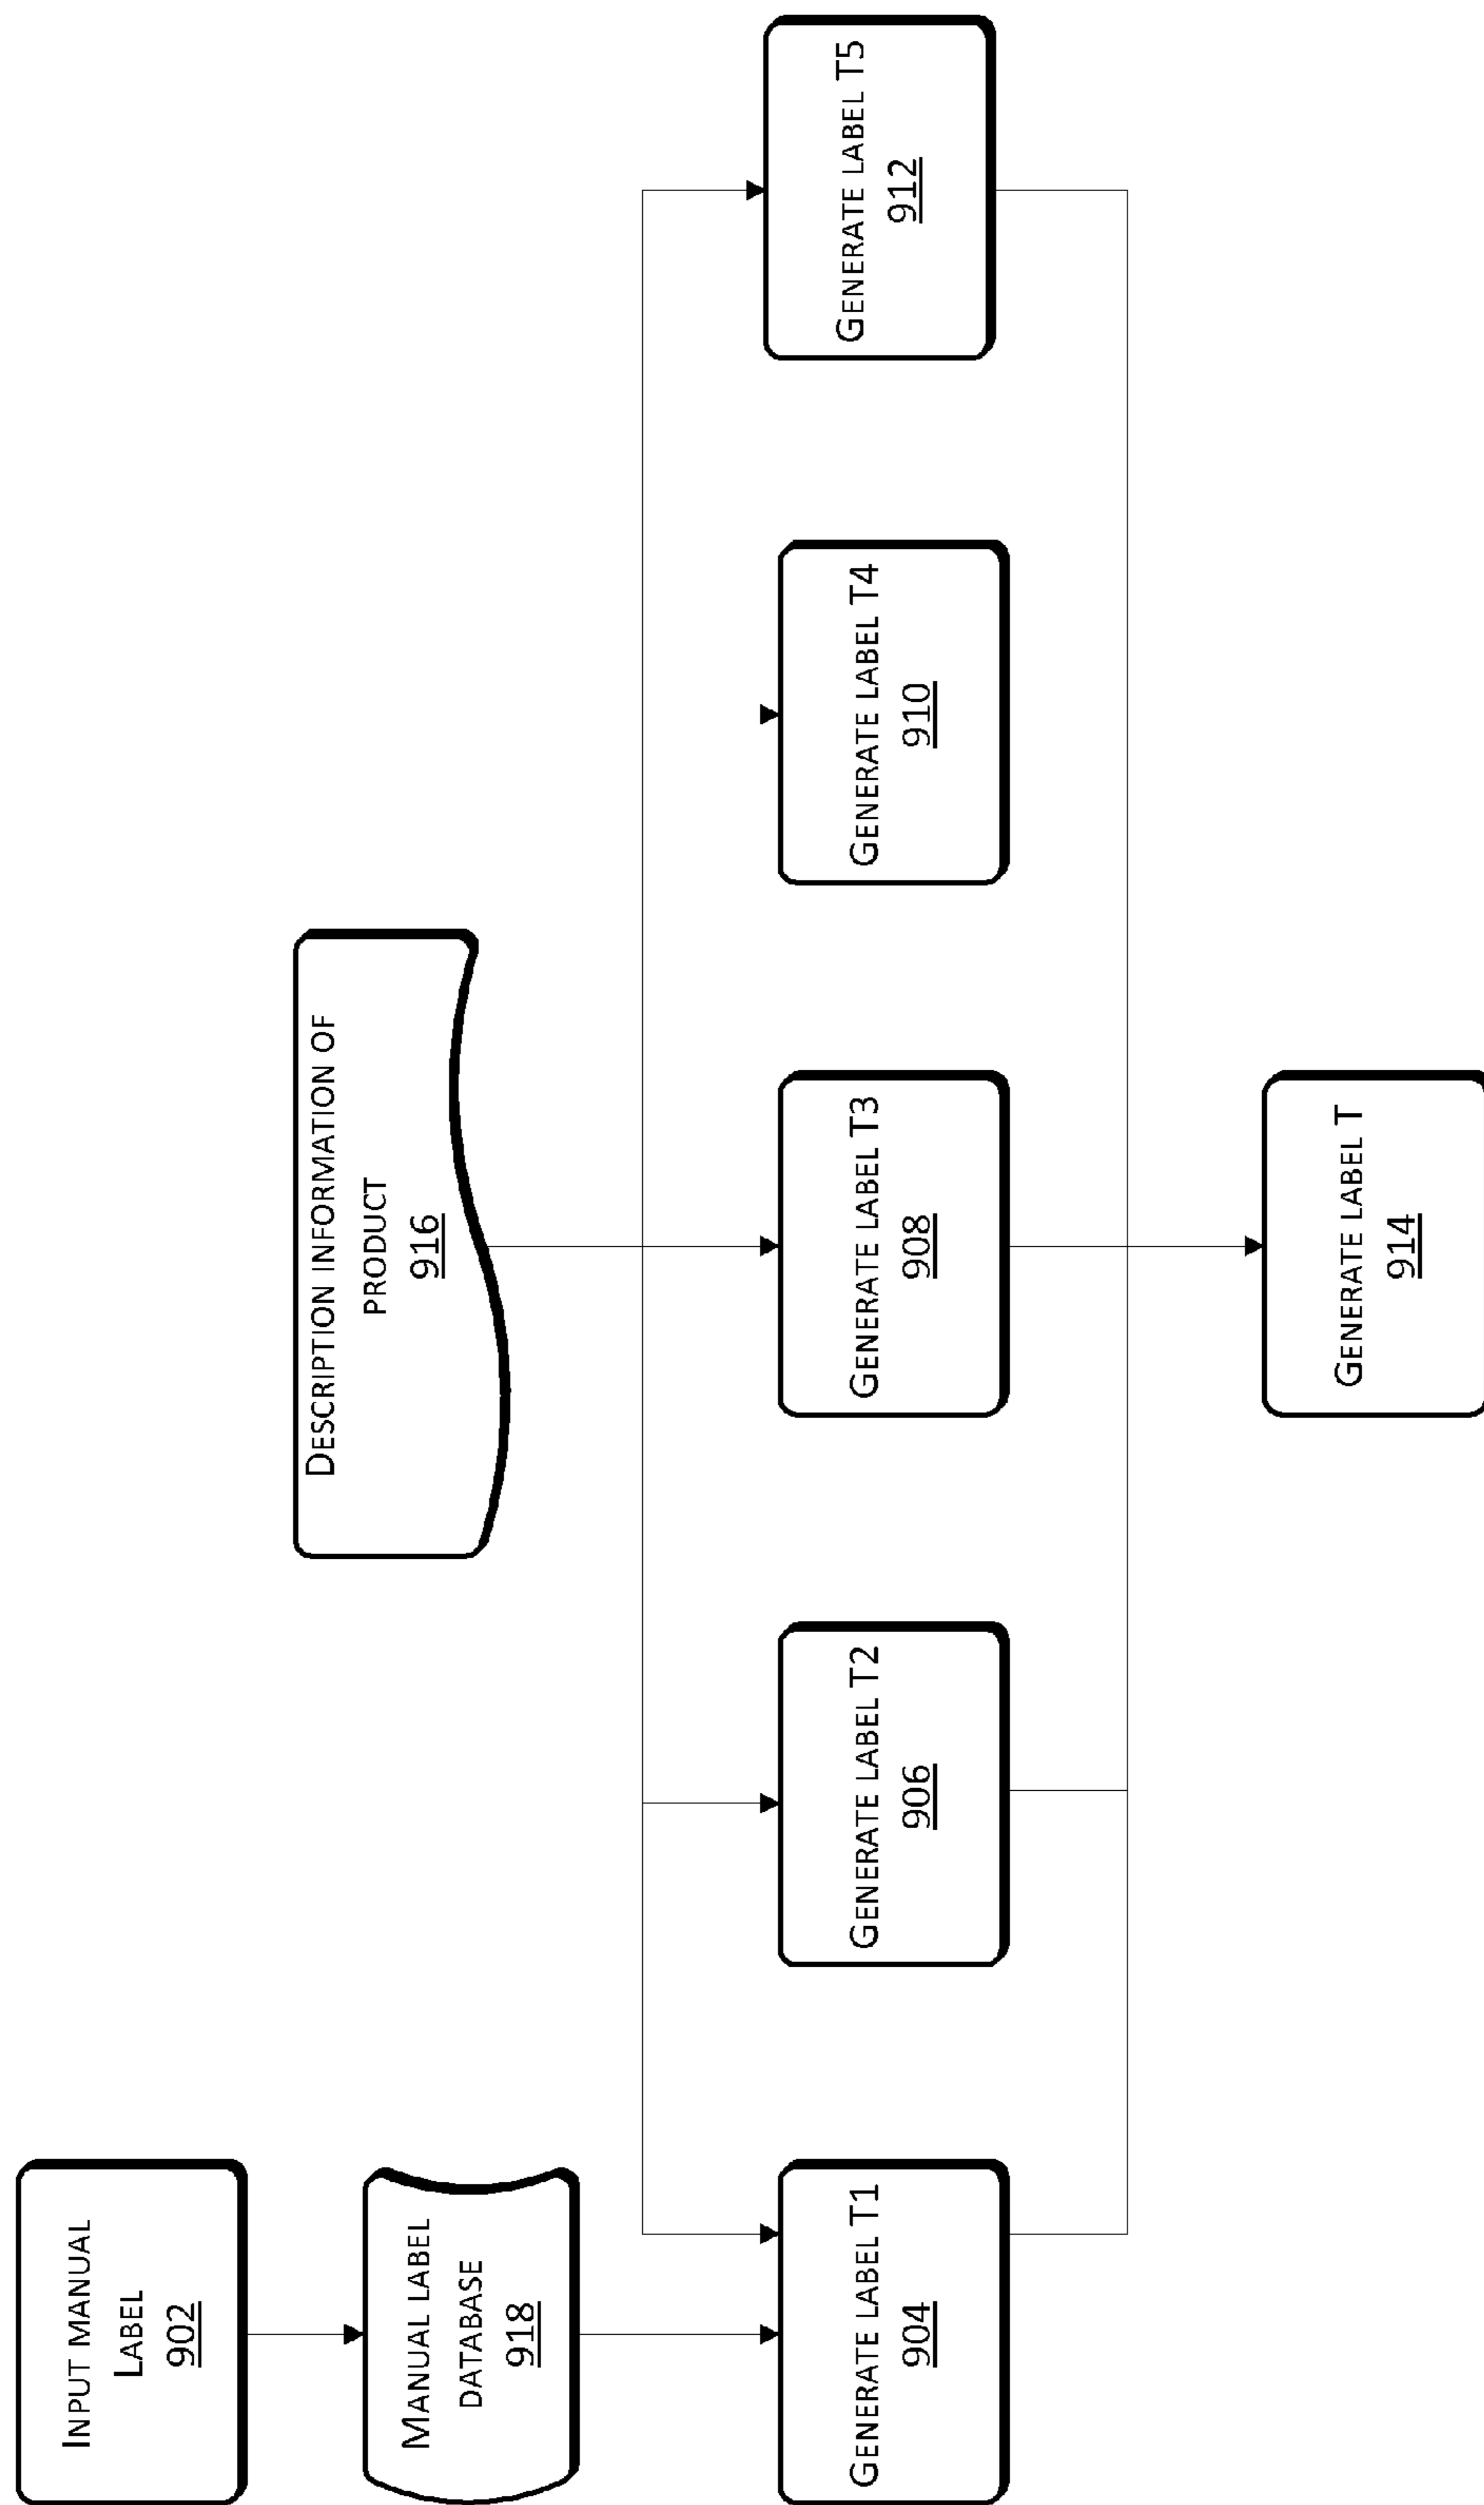 INPUT MANUAL
LABEL
902
MANUAL LABEL
DATABASE
918
DESCRIPTION INFORMATION OF
PRODUCT
916
GENERATE LABEL T1
904
GENERATE LABEL T2
906
GENERATE LABEL T3
908
GENERATE LABEL T4
910
GENERATE LABEL T5
912
GENERATE LABEL T
914